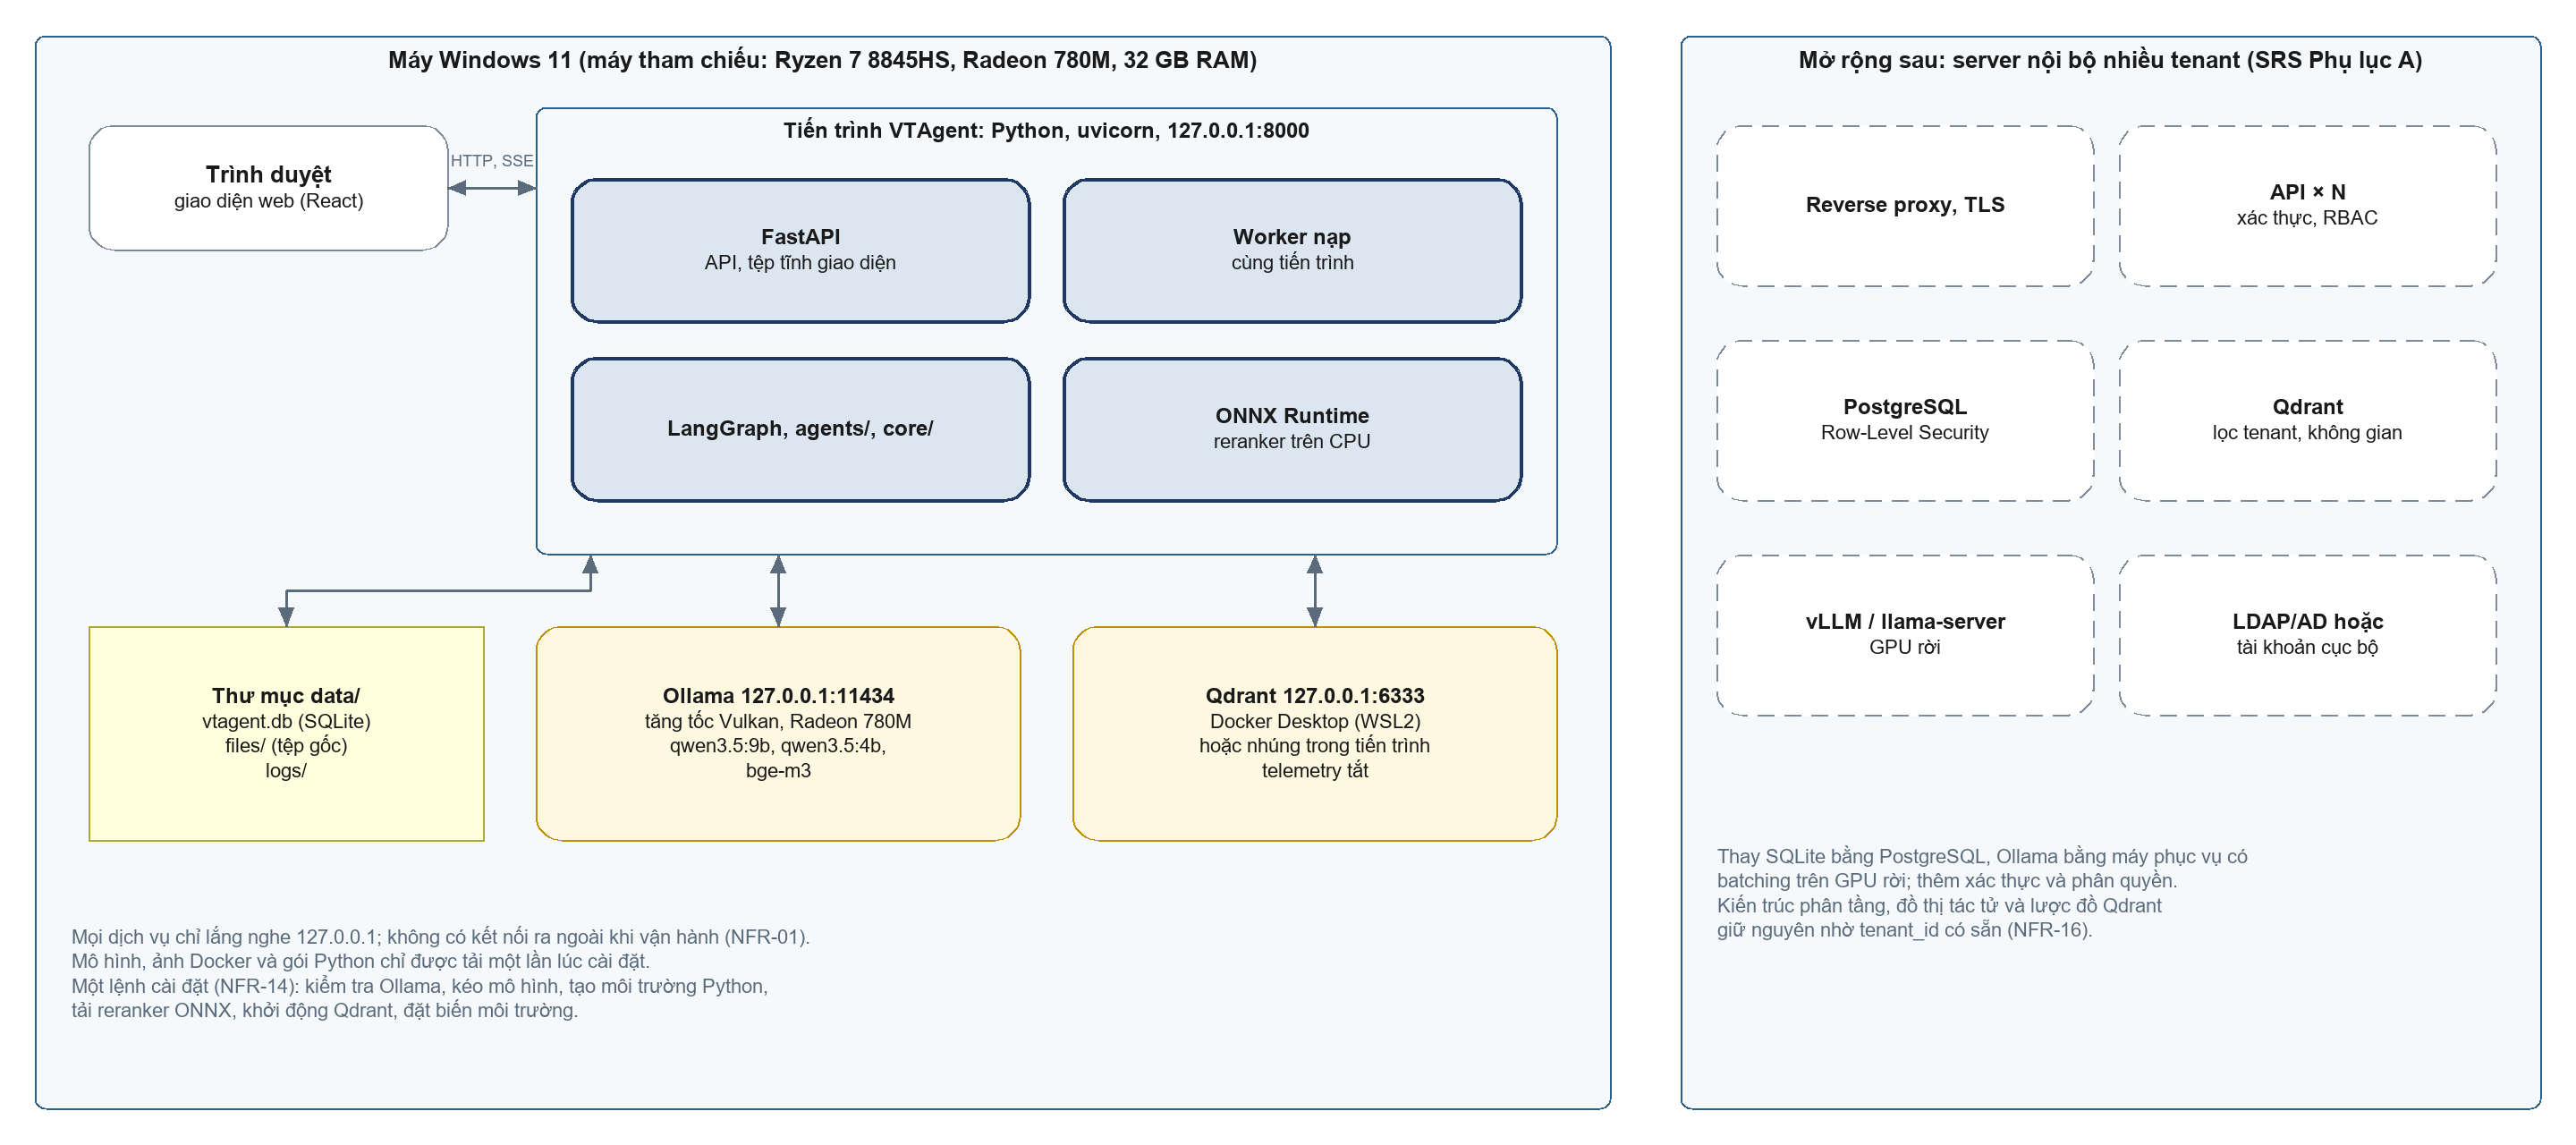 Máy Windows 11 (máy tham chiếu: Ryzen 7 8845HS, Radeon 780M, 32 GB RAM)
Trình duyệt
giao diện web (React)
HTTP, SSE
Tiến trình VTAgent: Python, uvicorn, 127.0.0.1:8000
FastAPI
API, tệp tĩnh giao diện
Worker nạp
cùng tiến trình
LangGraph, agents/, core/
ONNX Runtime
reranker trên CPU
Thư mục data/
vtagent.db (SQLite)
files/ (tệp gốc)
logs/
Ollama 127.0.0.1:11434
tăng tốc Vulkan, Radeon 780M
qwen3.5:9b, qwen3.5:4b,
bge-m3
Qdrant 127.0.0.1:6333
Docker Desktop (WSL2)
hoặc nhúng trong tiến trình
telemetry tắt
Mọi dịch vụ chỉ lắng nghe 127.0.0.1; không có kết nối ra ngoài khi vận hành (NFR-01).
Mô hình, ảnh Docker và gói Python chỉ được tải một lần lúc cài đặt.
Một lệnh cài đặt (NFR-14): kiểm tra Ollama, kéo mô hình, tạo môi trường Python,
tải reranker ONNX, khởi động Qdrant, đặt biến môi trường.
Mở rộng sau: server nội bộ nhiều tenant (SRS Phụ lục A)
Reverse proxy, TLS
API × N
xác thực, RBAC
PostgreSQL
Row-Level Security
Qdrant
lọc tenant, không gian
vLLM / llama-server
GPU rời
LDAP/AD hoặc
tài khoản cục bộ
Thay SQLite bằng PostgreSQL, Ollama bằng máy phục vụ có
batching trên GPU rời; thêm xác thực và phân quyền.
Kiến trúc phân tầng, đồ thị tác tử và lược đồ Qdrant
giữ nguyên nhờ tenant_id có sẵn (NFR-16).